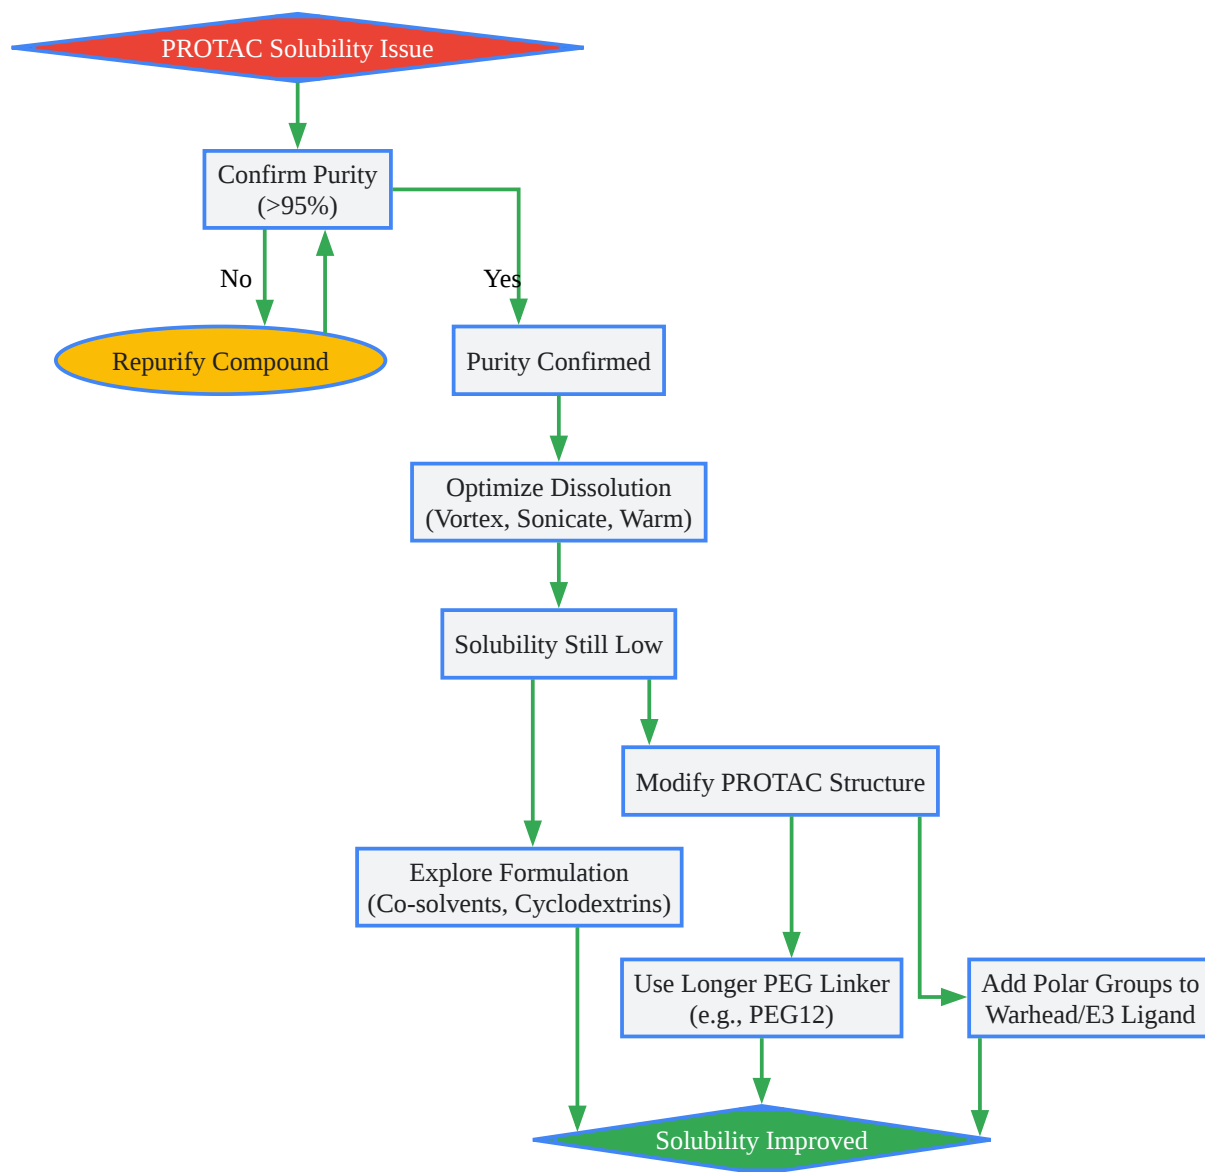 PROTAC Solubility Issue
Confirm Purity
(>95%)
No
Yes
Repurify Compound
Purity Confirmed
Optimize Dissolution
(Vortex, Sonicate, Warm)
Solubility Still Low
Modify PROTAC Structure
Explore Formulation
(Co-solvents, Cyclodextrins)
Use Longer PEG Linker
(e.g., PEG12)
Add Polar Groups to
Warhead/E3 Ligand
Solubility Improved